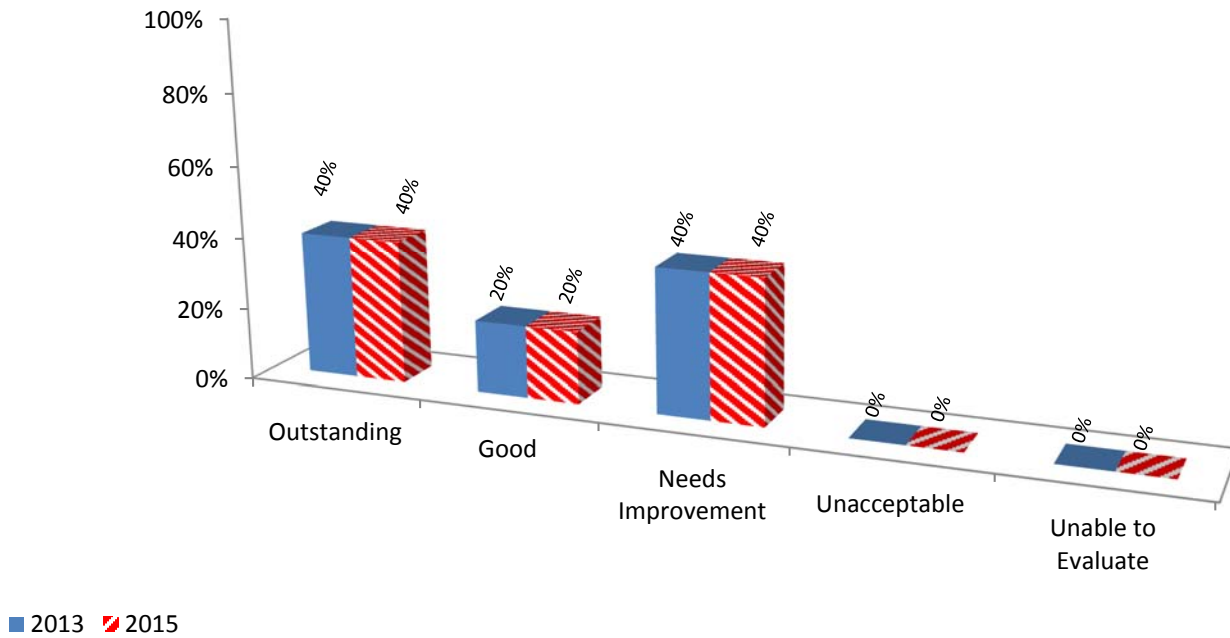 100%
80%
60%
40%
20%
0%
40%
40%
20%
20%
40%
40%
0%
0%
0%
0%
Outstanding
Good
Needs
Improvement
Unacceptable
Unable to
Evaluate
2013 2015